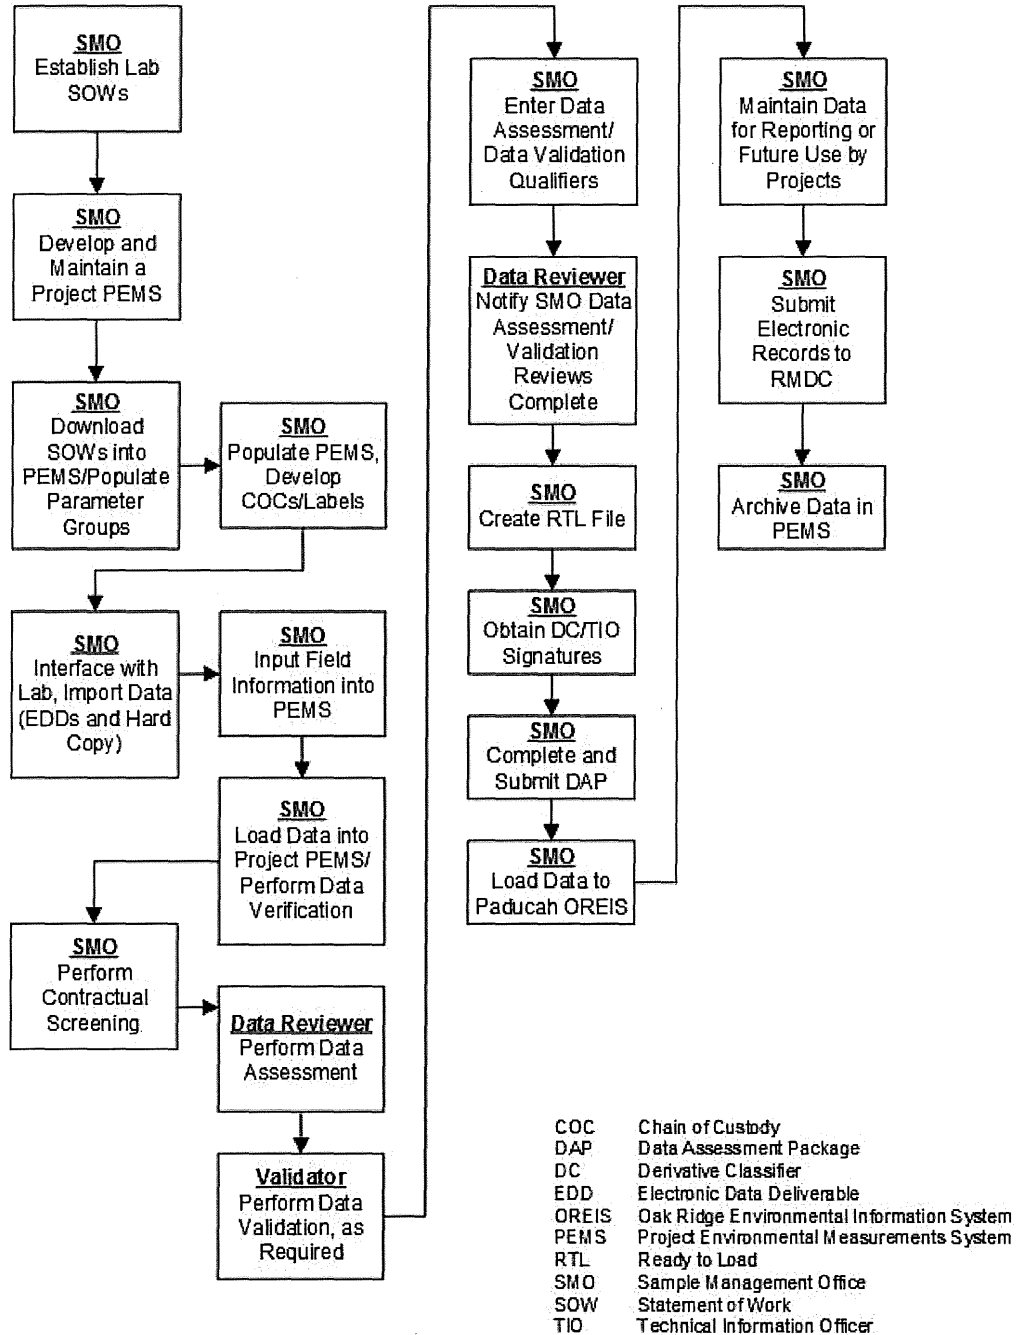 SMO
Establish Lab
SOWs
SMO
Develop and
Maintain a
Project PEMS
SMO
Download
SOWs into
PEMS/Populate
Parameter
Groups
SMO
Populate PEMS,
Develop
COCs/Labels
SMO
Interface with
Lab, Import Data
(EDDs and Hard
Copy)
SMO
Input Field
Information into
PEMS
SMO
Load Data into
Project PEMS/
Perform Data
Verification
SMO
Perform
Contractual
Screening
Data Reviewer
Perform Data
Assessment
Validator
Perform Data
Validation, as
Required
SMO
Enter Data
Assessment/
Data Validation
Qualifiers
Data Reviewer
Notify SMO Data
Assessment/
Validation
Reviews
Complete
SMO
Create RTL File
SMO
Obtain DC/TIO
Signatures
SMO
Complete and
Submit DAP
SMO
Load Data to
Paducah OREIS
SMO
Maintain Data
for Reporting or
Future Use by
Projects
SMO
Submit
Electronic
Records to
RMDC
SMO
Archive Data in
PEMS
COC Chain of Custody
DAP Data Assessment Package
DC Derivative Classifier
EDD Electronic Data Deliverable
OREIS Oak Ridge Environmental Information System
PEMS Project Environmental Measurements System
RTL Ready to Load
SMO Sample Management Office
SOW Statement of Work
TIO Technical Information Officer